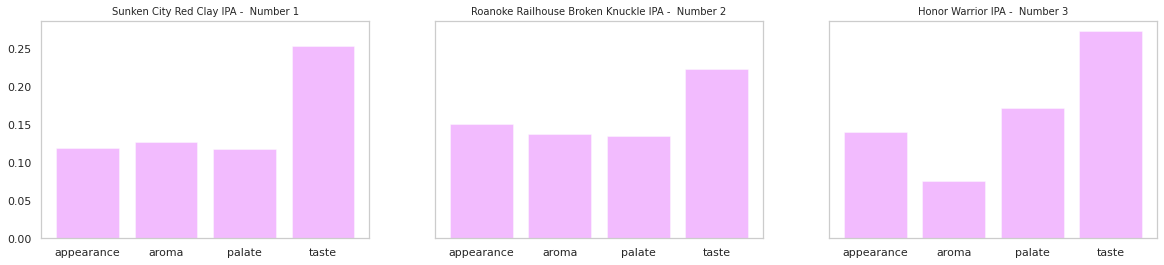 Sunken City Red Clay IPA -  Number 1
Roanoke Railhouse Broken Knuckle IPA -  Number 2
Honor Warrior IPA -  Number 3
0.25
0.20
0.15
0.10
0.05
0.00
appearance aroma palate taste
appearance aroma palate taste
appearance aroma palate taste